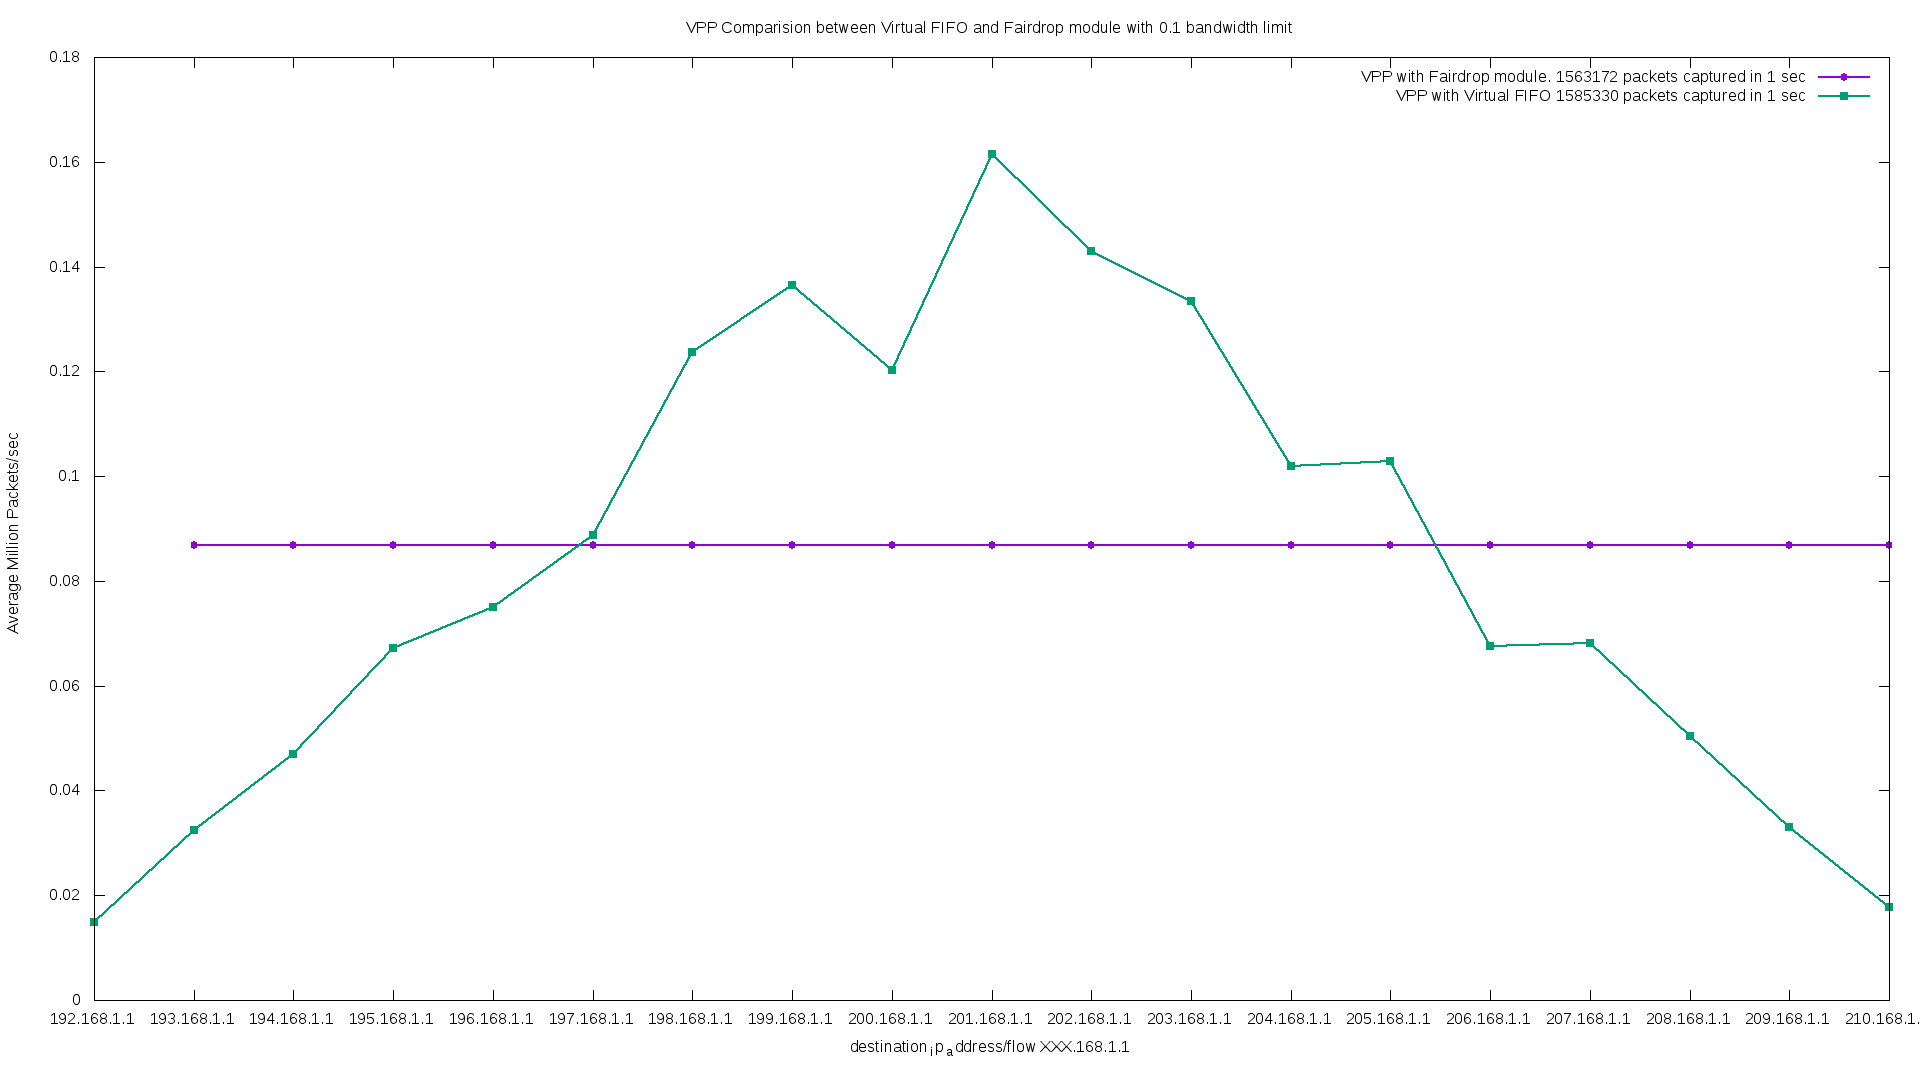 VPP Comparision between Virtual FIFO and Fairdrop module with 0.1 bandwidth limit
VPP with Fairdrop module. 1563172 packets captured in 1 sec
VPP with Virtual FIFO 1585330 packets captured in 1 sec
0.18
0.16
0.14
0.12
0.1
0.08
0.06
0.04
0.02
0
Average Million Packets/sec
192.168.1.1 193.168.1.1 194.168.1.1 195.168.1.1 196.168.1.1 197.168.1.1 198.168.1.1 199.168.1.1 200.168.1.1 201.168.1.1 202.168.1.1 203.168.1.1 204.168.1.1 205.168.1.1 206.168.1.1 207.168.1.1 208.168.1.1 209.168.1.1 210.168.1.
destinationipaddress/flow XXX.168.1.1